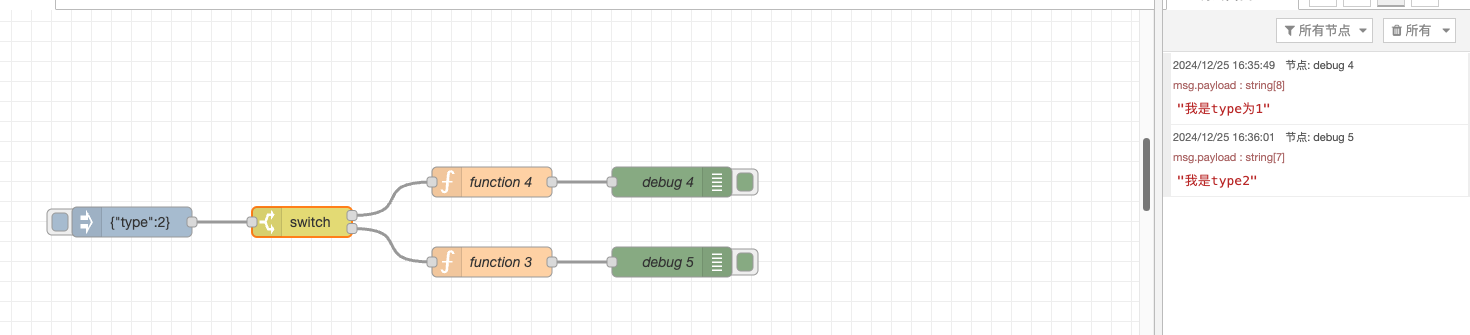 所有节点
所有
2024/12/25 16:35:49 节点: debug 4
msg.payload : string[8]
"我是type为1"
2024/12/25 16:36:01 节点: debug 5
msg.payload : string[7]
"我是type2"
function 4
debug 4
{"type":2}
switch
function 3
debug 5